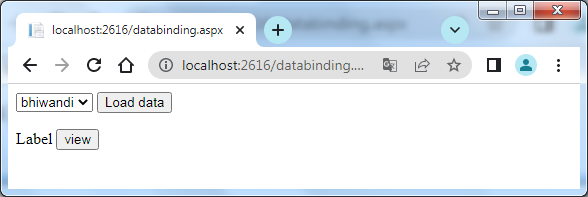 localhost:2616/databinding.aspx
localhost:2616/databinding....
bhiwandi Load data
Label view